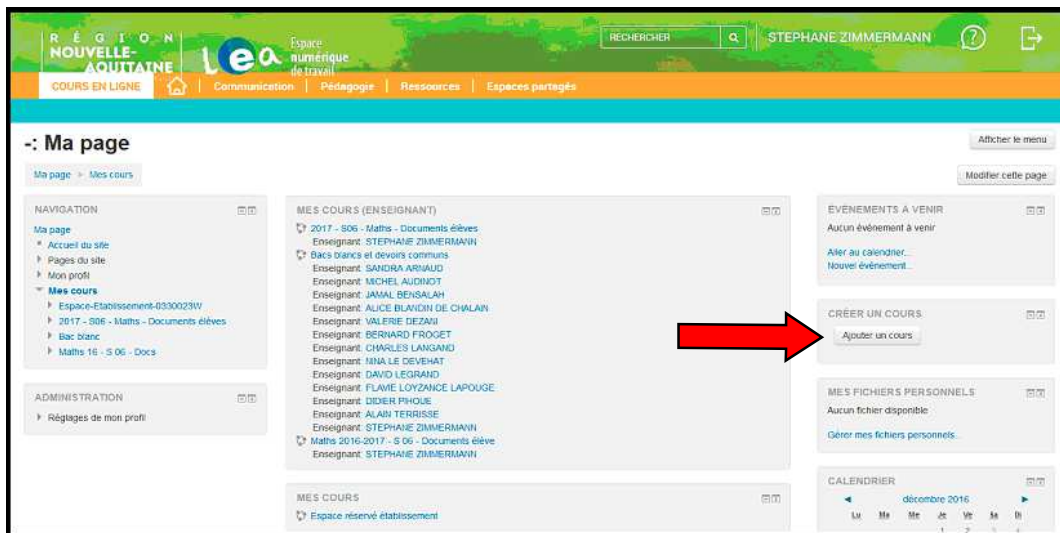 RÉGION
NOUVELLE-
AQUITAINE
Lea
Espace
numérique
de travail
RECHERCHER
STEPHANE ZIMMERMANN
?
COURS EN LIGNE
Communication
Pédagogie
Ressources
Espaces partagés
-: Ma page
Afficher le menu
Ma page
Mes cours
Modifier cette page
NAVIGATION
Ma page
Accueil du site
Pages du site
Mon profil
Mes cours
Espace-Etablissement-0330023W
2017 - S06 - Maths - Documents élèves
Bac blanc
Maths 16 - S 06 - Docs
ADMINISTRATION
Réglages de mon profil
MES COURS (ENSEIGNANT)
2017 - S06 - Maths - Documents élèves
Enseignant: STEPHANE ZIMMERMANN
Bacs blancs et devoirs communs
Enseignant: SANDRA ARNAUD
Enseignant: MICHEL AUDINOT
Enseignant: JAMAL BENSALAH
Enseignant: ALICE BLANDIN DE CHALAIN
Enseignant: VALERIE DEZANI
Enseignant: BERNARD FROGET
Enseignant: CHARLES LANGAND
Enseignant: NINA LE DEVEHAT
Enseignant: DAVID LEGRAND
Enseignant: FLAVIE LOYZANCE LAPOUGE
Enseignant: DIDIER PIHOUE
Enseignant: ALAIN TERRISSE
Enseignant: STEPHANE ZIMMERMANN
Maths 2016-2017 - S 06 - Documents élève
Enseignant: STEPHANE ZIMMERMANN
MES COURS
Espace réservé établissement
ÉVÉNEMENTS À VENIR
Aucun événement à venir
Aller au calendrier...
Nouvel événement...
CRÉER UN COURS
Ajouter un cours
MES FICHIERS PERSONNELS
Aucun fichier disponible
Gérer mes fichiers personnels...
CALENDRIER
décembre 2016
Lu Ma Me Je Ve Sa Di
1 2 3 4